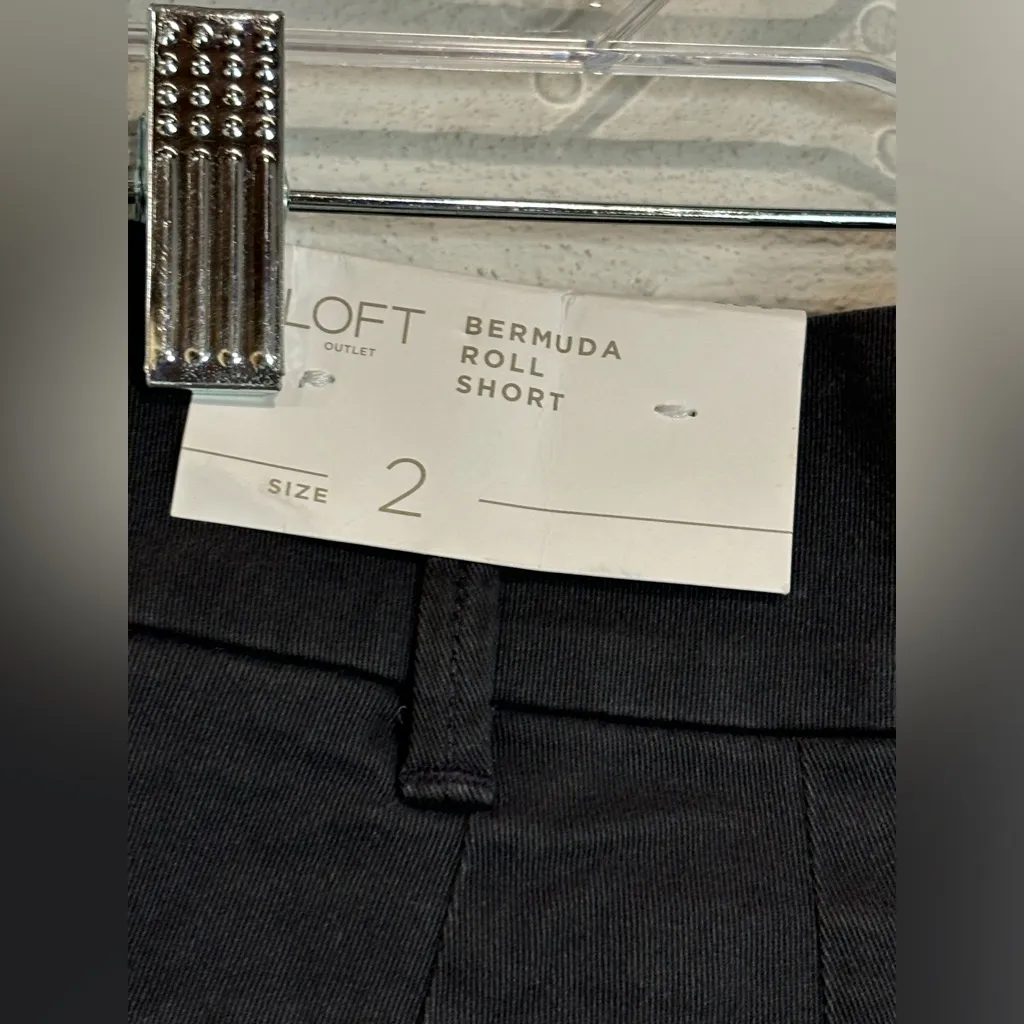 LOFT
OUTLET
BERMUDA
ROLL
SHORT
SIZE 2